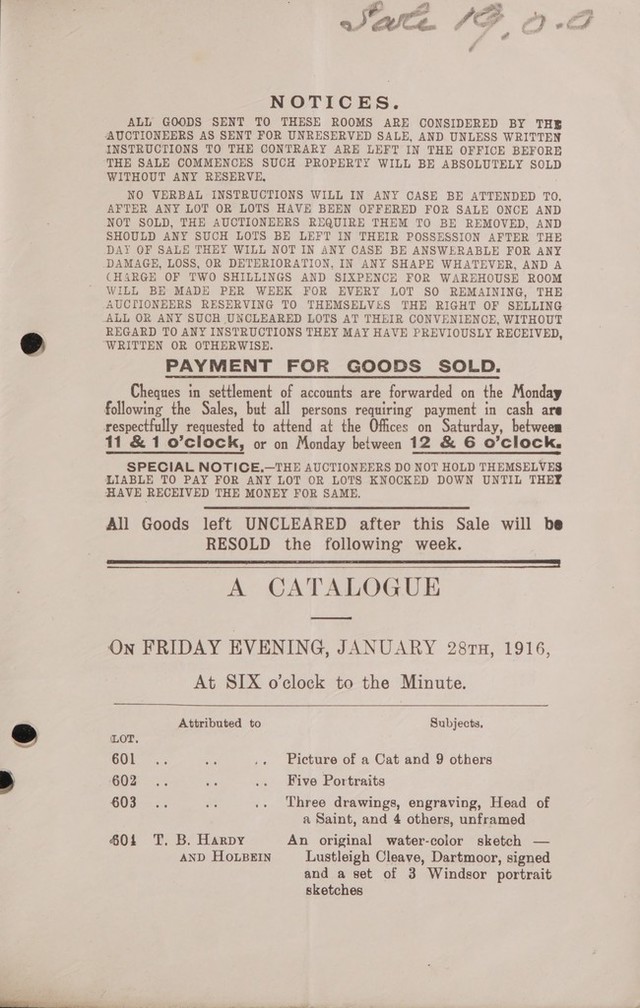 Sale 19.0.0
NOTICES.
ALL GOODS SENT TO THESE ROOMS ARE CONSIDERED BY THE
AUCTIONEERS AS SENT FOR UNRESERVED SALE, AND UNLESS WRITTEN
INSTRUCTIONS TO THE CONTRARY ARE LEFT IN THE OFFICE BEFORE
THE SALE COMMENCES SUCH PROPERTY WILL BE ABSOLUTELY SOLD
WITHOUT ANY RESERVE.
NO VERBAL INSTRUCTIONS WILL IN ANY CASE BE ATTENDED TO.
AFTER ANY LOT OR LOTS HAVE BEEN OFFERED FOR SALE ONCE AND
NOT SOLD, THE AUCTIONEERS REQUIRE THEM TO BE REMOVED, AND
SHOULD ANY SUCH LOTS BE LEFT IN THEIR POSSESSION AFTER THE
DAY OF SALE THEY WILL NOT IN ANY CASE BE ANSWERABLE FOR ANY
DAMAGE, LOSS, OR DETERIORATION, IN ANY SHAPE WHATEVER, AND A
CHARGE OF TWO SHILLINGS AND SIXPENCE FOR WAREHOUSE ROOM
WILL BE MADE PER WEEK FOR EVERY LOT SO REMAINING, THE
AUCTIONEERS RESERVING TO THEMSELVES THE RIGHT OF SELLING
ALL OR ANY SUCH UNCLEARED LOTS AT THEIR CONVENIENCE, WITHOUT
REGARD TO ANY INSTRUCTIONS THEY MAY HAVE PREVIOUSLY RECEIVED,
WRITTEN OR OTHERWISE.
PAYMENT FOR GOODS SOLD.
Cheques in settlement of accounts are forwarded on the Monday
following the Sales, but all persons requiring payment in cash are
respectfully requested to attend at the Offices on Saturday, between
11 & 1 o'clock, or on Monday between 12 & 6 o'clock.
SPECIAL NOTICE.—THE AUCTIONEERS DO NOT HOLD THEMSELVES
LIABLE TO PAY FOR ANY LOT OR LOTS KNOCKED DOWN UNTIL THEY
HAVE RECEIVED THE MONEY FOR SAME.
All Goods left UNCLEARED after this Sale will be
RESOLD the following week.
A CATALOGUE
ON FRIDAY EVENING, JANUARY 28TH, 1916,
At SIX o'clock to the Minute.
Attributed to Subjects.
LOT.
601 .. .. .. Picture of a Cat and 9 others
602 .. .. .. Five Portraits
603 .. .. .. Three drawings, engraving, Head of
a Saint, and 4 others, unframed
604 T. B. HARDY An original water-color sketch —
AND HOLBEIN Lustleigh Cleave, Dartmoor, signed
and a set of 3 Windsor portrait
sketches